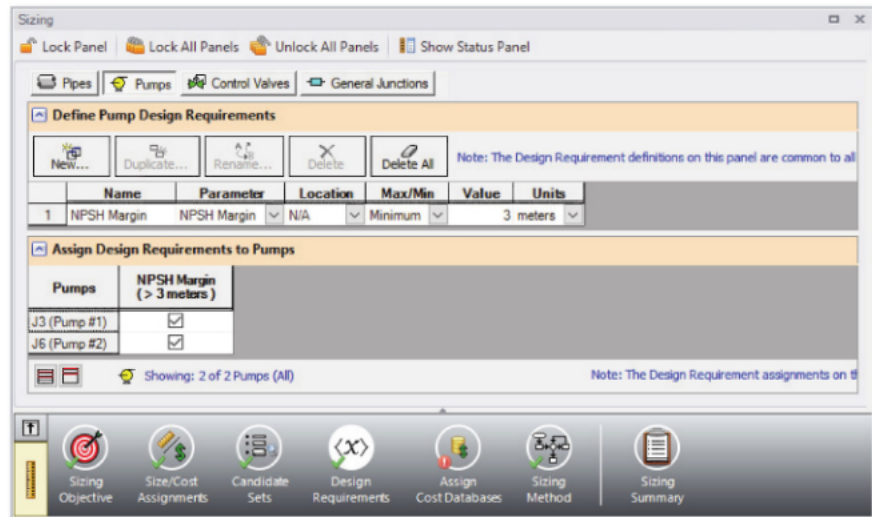 Sizing
Lock Panel Lock All Panels Unlock All Panels Show Status Panel
Pipes Pumps Control Valves General Junctions
Define Pump Design Requirements
New... Duplicate... Rename... Delete Delete All Note: The Design Requirement definitions on this panel are common to all
Name Parameter Location Max/Min Value Units
1 NPSH Margin NPSH Margin N/A Minimum 3 meters
Assign Design Requirements to Pumps
Pumps NPSH Margin
( > 3 meters )
J3 (Pump #1)
J6 (Pump #2)
Showing: 2 of 2 Pumps (All) Note: The Design Requirement assignments on
Sizing Size/Cost Candidate Design Assign Sizing Sizing
Objective Assignments Sets Requirements Cost Databases Method Summary